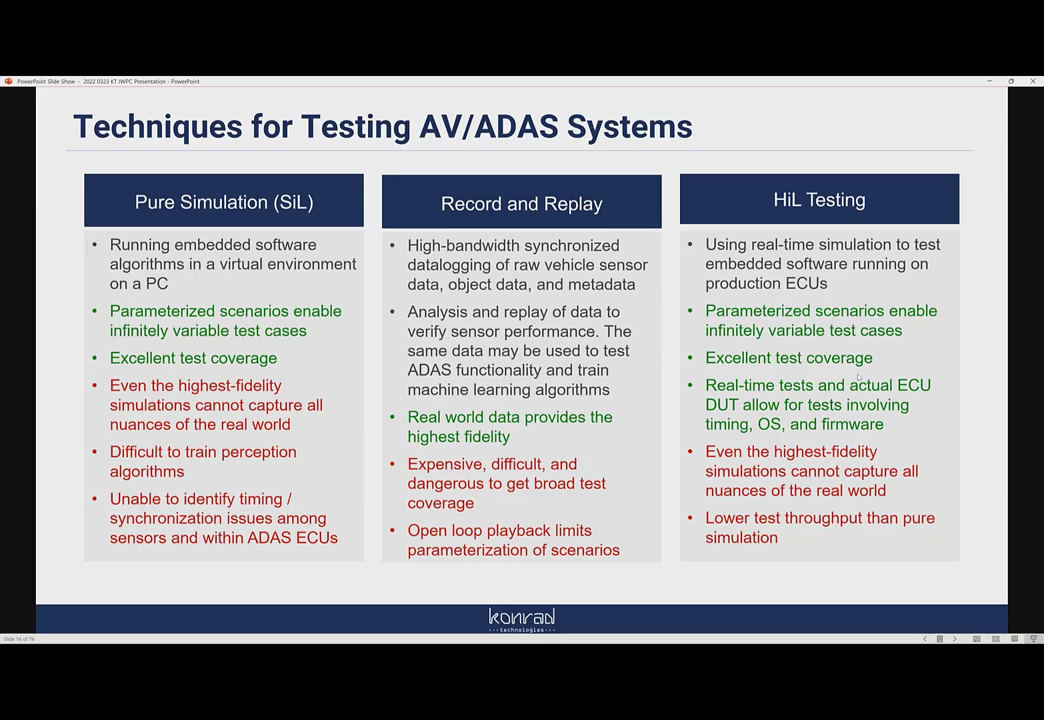 PowerPoint Slide Show - 2022 0323 KT IWPC Presentation - PowerPoint
Techniques for Testing AV/ADAS Systems
Pure Simulation (SiL)
• Running embedded software
algorithms in a virtual environment
on a PC
• Parameterized scenarios enable
infinitely variable test cases
• Excellent test coverage
• Even the highest-fidelity
simulations cannot capture all
nuances of the real world
• Difficult to train perception
algorithms
• Unable to identify timing /
synchronization issues among
sensors and within ADAS ECUs
Record and Replay
• High-bandwidth synchronized
datalogging of raw vehicle sensor
data, object data, and metadata
• Analysis and replay of data to
verify sensor performance. The
same data may be used to test
ADAS functionality and train
machine learning algorithms
• Real world data provides the
highest fidelity
• Expensive, difficult, and
dangerous to get broad test
coverage
• Open loop playback limits
parameterization of scenarios
HiL Testing
• Using real-time simulation to test
embedded software running on
production ECUs
• Parameterized scenarios enable
infinitely variable test cases
• Excellent test coverage
• Real-time tests and actual ECU
DUT allow for tests involving
timing, OS, and firmware
• Even the highest-fidelity
simulations cannot capture all
nuances of the real world
• Lower test throughput than pure
simulation
konrad
technologies
Slide 16 of 76